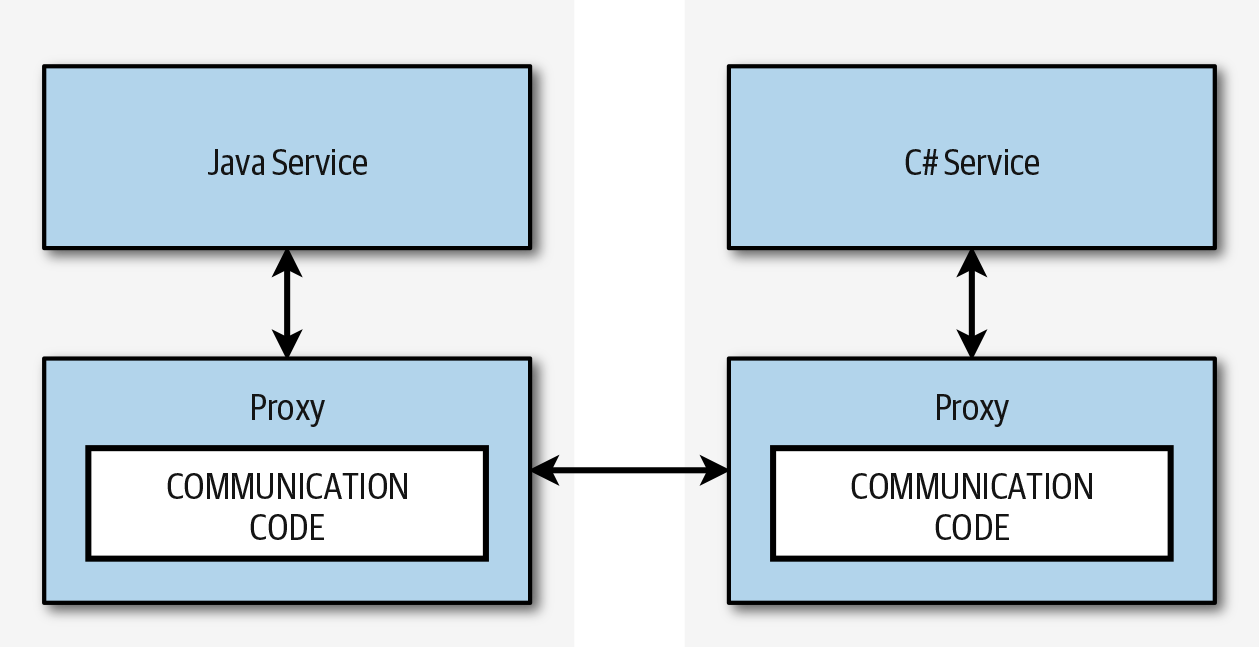 Java Service
C# Service
Proxy
COMMUNICATION
CODE
Proxy
COMMUNICATION
CODE